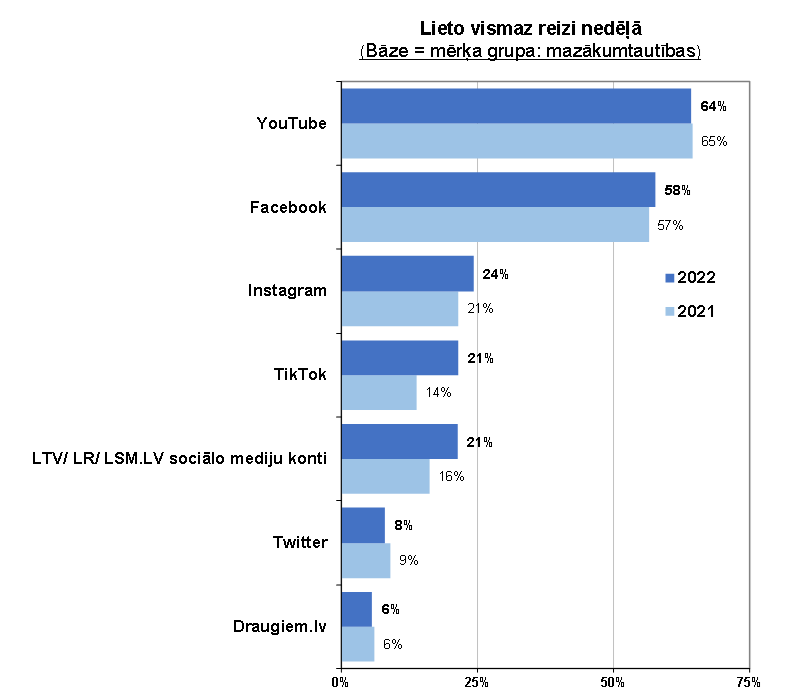 Lieto vismaz reizi nedēļā
(Bāze = mērķa grupa: mazākumtautības)
YouTube
64%
65%
Facebook
58%
57%
Instagram
24%
21%
2022
2021
TikTok
21%
14%
LTV/ LR/ LSM.LV sociālo mediju konti
21%
16%
Twitter
8%
9%
Draugiem.lv
6%
6%
0% 25% 50% 75%